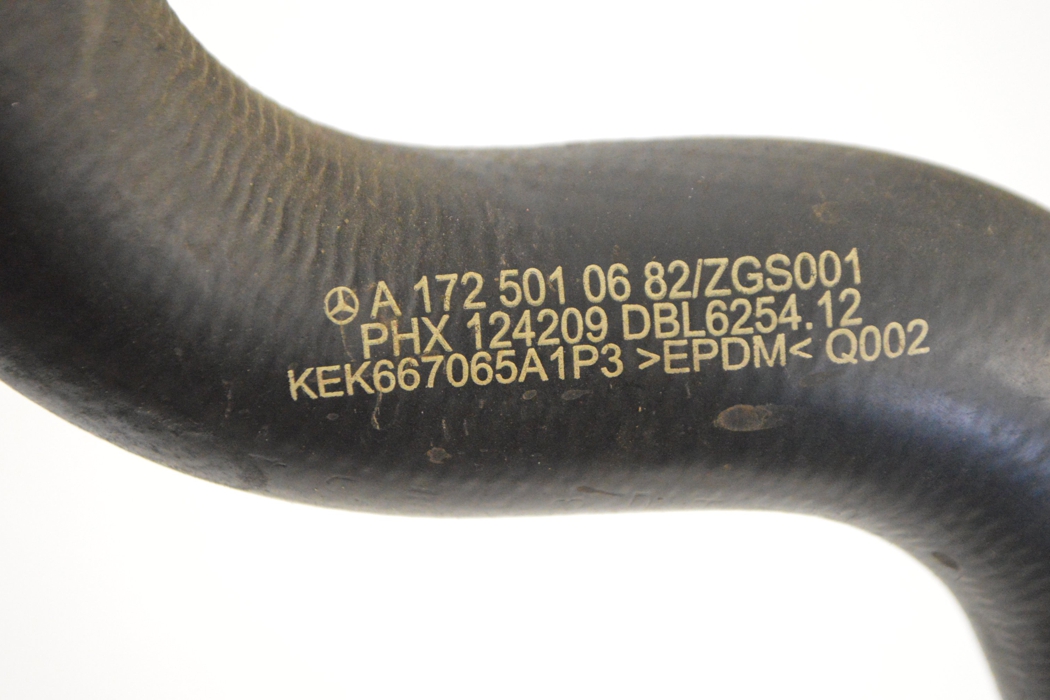 A 172 501 06 82/ZGS001
PHX 124209 DBL6254.12
KEK667065A1P3 >EPDM< Q002